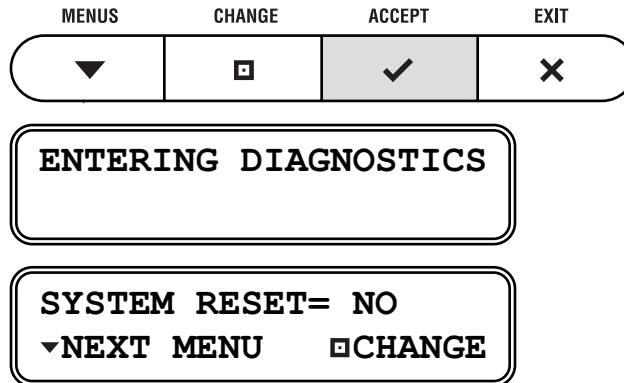 MENUS CHANGE ACCEPT EXIT
ENTERING DIAGNOSTICS
SYSTEM RESET= NO
NEXT MENU CHANGE